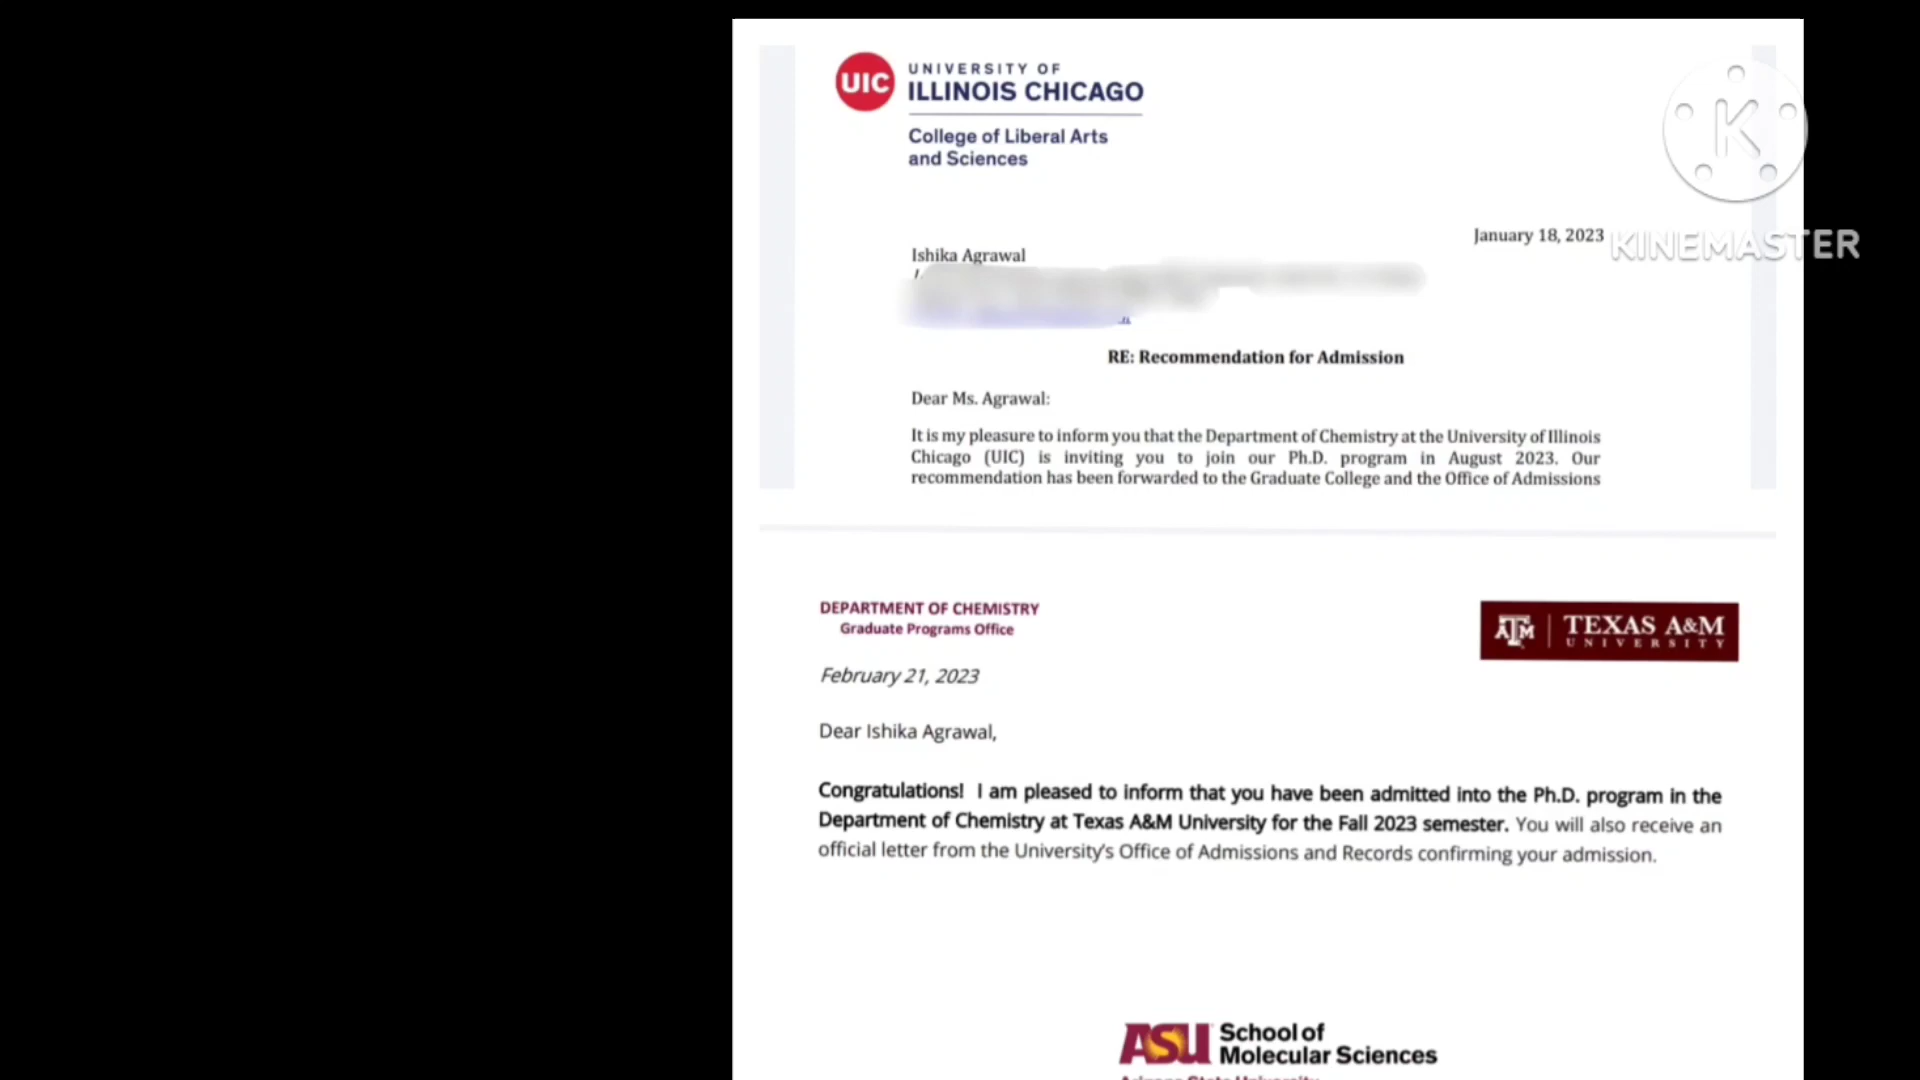 UIC
UNIVERSITY OF
ILLINOIS CHICAGO
College of Liberal Arts
and Sciences
K
KINEMASTER
January 18, 2023
Ishika Agrawal
RE: Recommendation for Admission
Dear Ms. Agrawal:
It is my pleasure to inform you that the Department of Chemistry at the University of Illinois
Chicago (UIC) is inviting you to join our Ph.D. program in August 2023. Our
recommendation has been forwarded to the Graduate College and the Office of Admissions
DEPARTMENT OF CHEMISTRY
Graduate Programs Office
ATM | TEXAS A&M
UNIVERSITY
February 21, 2023
Dear Ishika Agrawal,
Congratulations! I am pleased to inform that you have been admitted into the Ph.D. program in the
Department of Chemistry at Texas A&M University for the Fall 2023 semester. You will also receive an
official letter from the University's Office of Admissions and Records confirming your admission.
ASU School of
Molecular Sciences
Arizona State University